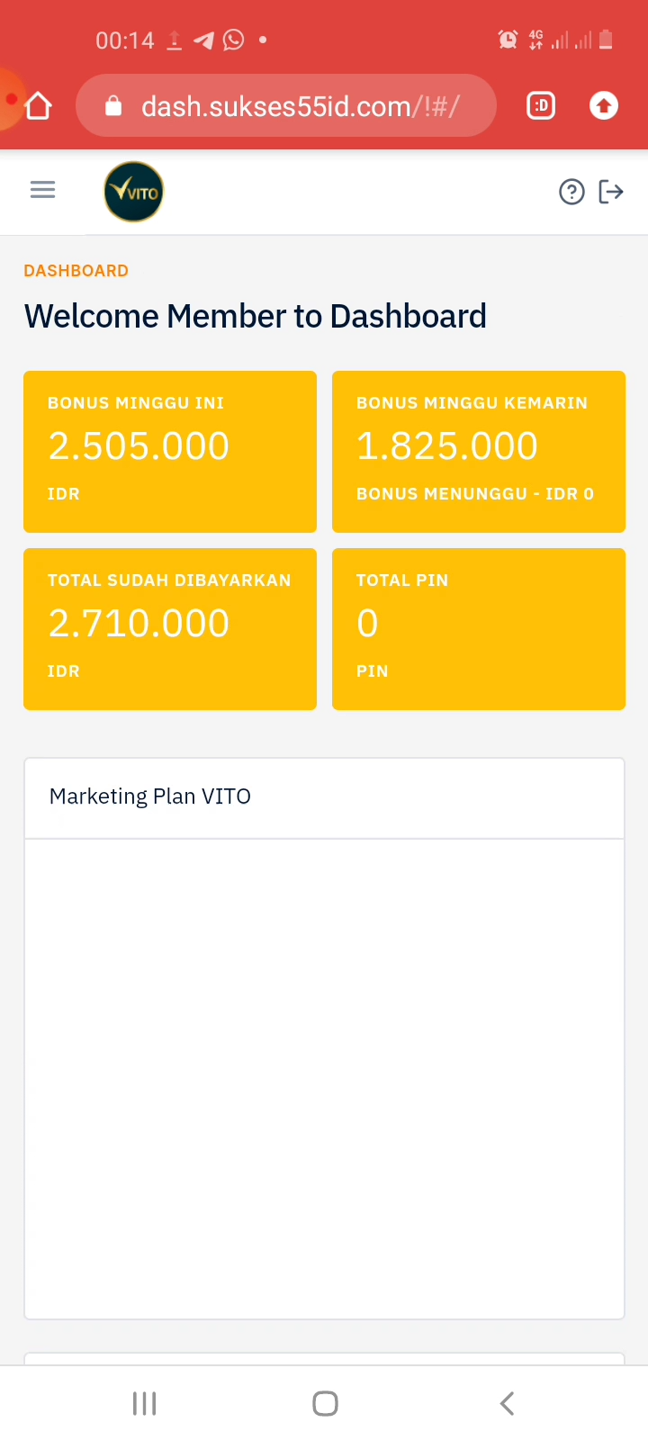 00:14
4G
dash.sukses55id.com/!#/
:D
VITO
DASHBOARD
Welcome Member to Dashboard
BONUS MINGGU INI
2.505.000
IDR
BONUS MINGGU KEMARIN
1.825.000
BONUS MENUNGGU - IDR 0
TOTAL SUDAH DIBAYARKAN
2.710.000
IDR
TOTAL PIN
0
PIN
Marketing Plan VITO